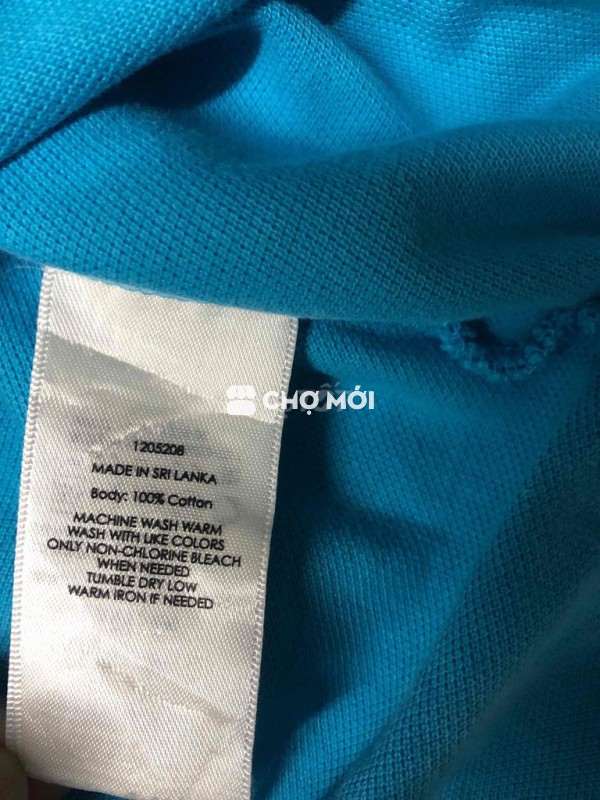 CHỢ MỚI
1205208
MADE IN SRI LANKA
Body: 100% Cotton
MACHINE WASH WARM
WASH WITH LIKE COLORS
ONLY NON-CHLORINE BLEACH
WHEN NEEDED
TUMBLE DRY LOW
WARM IRON IF NEEDED